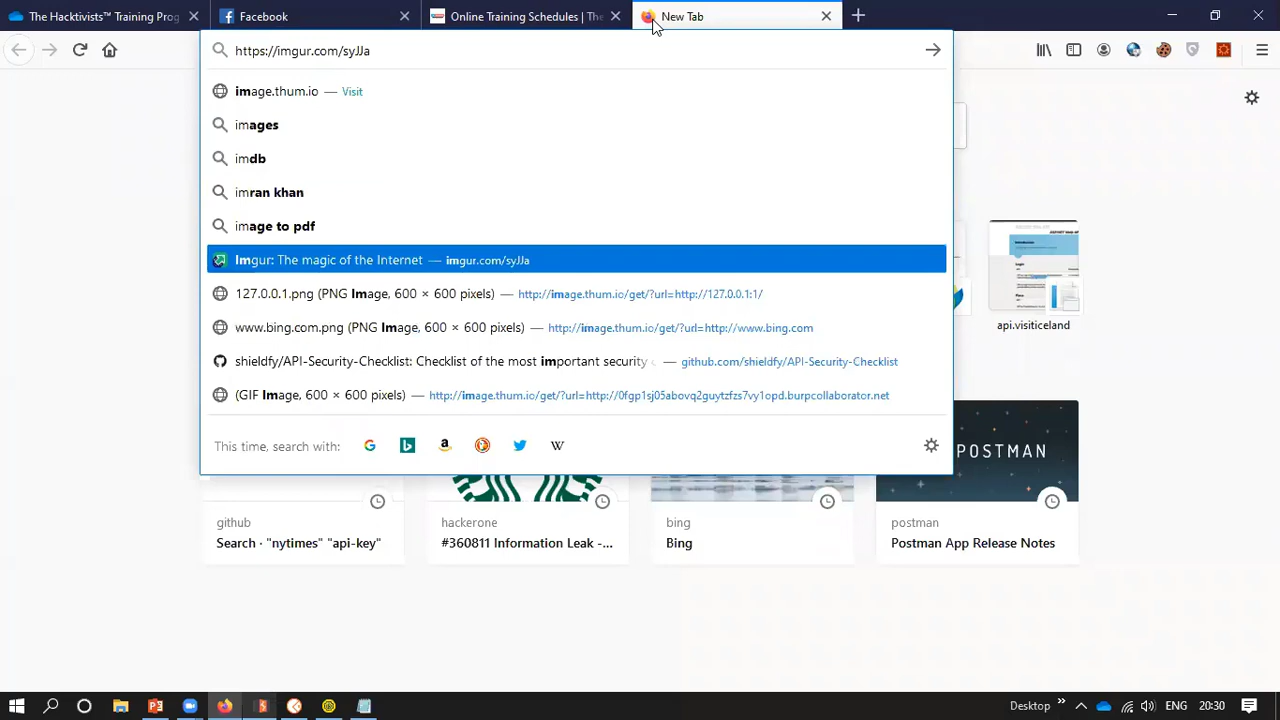 The Hacktivists™ Training Prog
Facebook
Online Training Schedules | The
New Tab
https://imgur.com/syJJa
image.thum.io — Visit
images
imdb
imran khan
image to pdf
Imgur: The magic of the Internet — imgur.com/syJJa
127.0.0.1.png (PNG Image, 600 × 600 pixels) — http://image.thum.io/get/?url=http://127.0.0.1:1/
www.bing.com.png (PNG Image, 600 × 600 pixels) — http://image.thum.io/get/?url=http://www.bing.com
shieldfy/API-Security-Checklist: Checklist of the most important security — github.com/shieldfy/API-Security-Checklist
(GIF Image, 600 × 600 pixels) — http://image.thum.io/get/?url=http://0fgp1sj05abovq2guytzfzs7vy1opd.burpcollaborator.net
This time, search with:
api.visiticeland
POSTMAN
github
Search · "nytimes" "api-key"
hackerone
#360811 Information Leak -...
bing
Bing
postman
Postman App Release Notes
Desktop
ENG
20:30